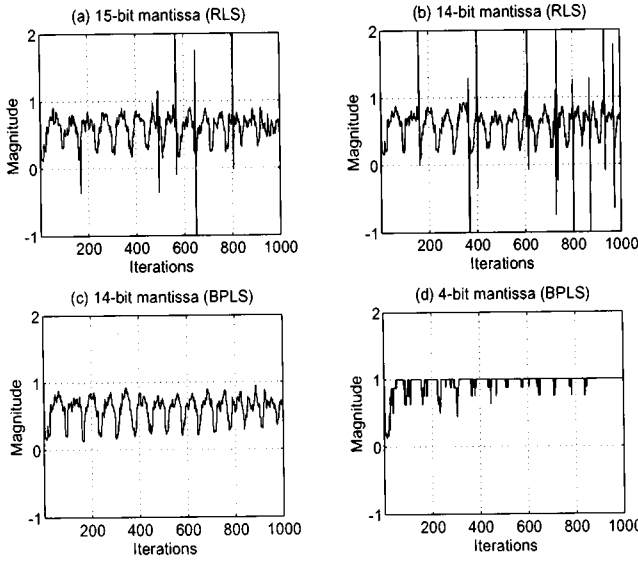 (a) 15-bit mantissa (RLS)
2
1
0
-1
Magnitude
200 400 600 800 1000
Iterations
(b) 14-bit mantissa (RLS)
2
1
0
-1
Magnitude
200 400 600 800 1000
Iterations
(c) 14-bit mantissa (BPLS)
2
1
0
-1
Magnitude
200 400 600 800 1000
Iterations
(d) 4-bit mantissa (BPLS)
2
1
0
-1
Magnitude
200 400 600 800 1000
Iterations